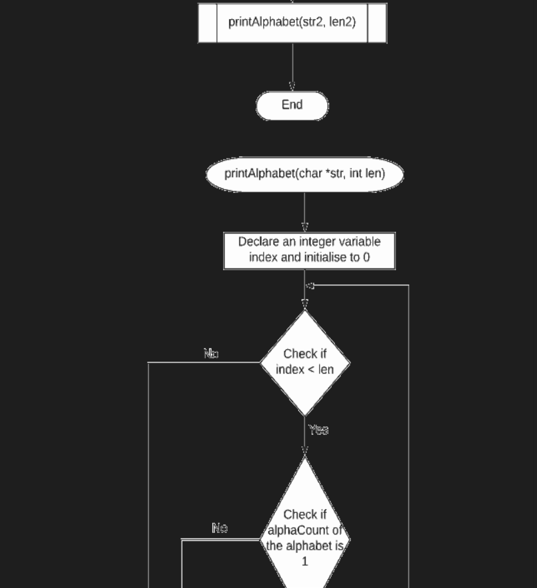 printAlphabet(str2, len2)
End
printAlphabet(char *str, int len)
Declare an integer variable
index and initialise to 0
Check if
index < len
No
Yes
Check if
alphaCount of
the alphabet is
1
No